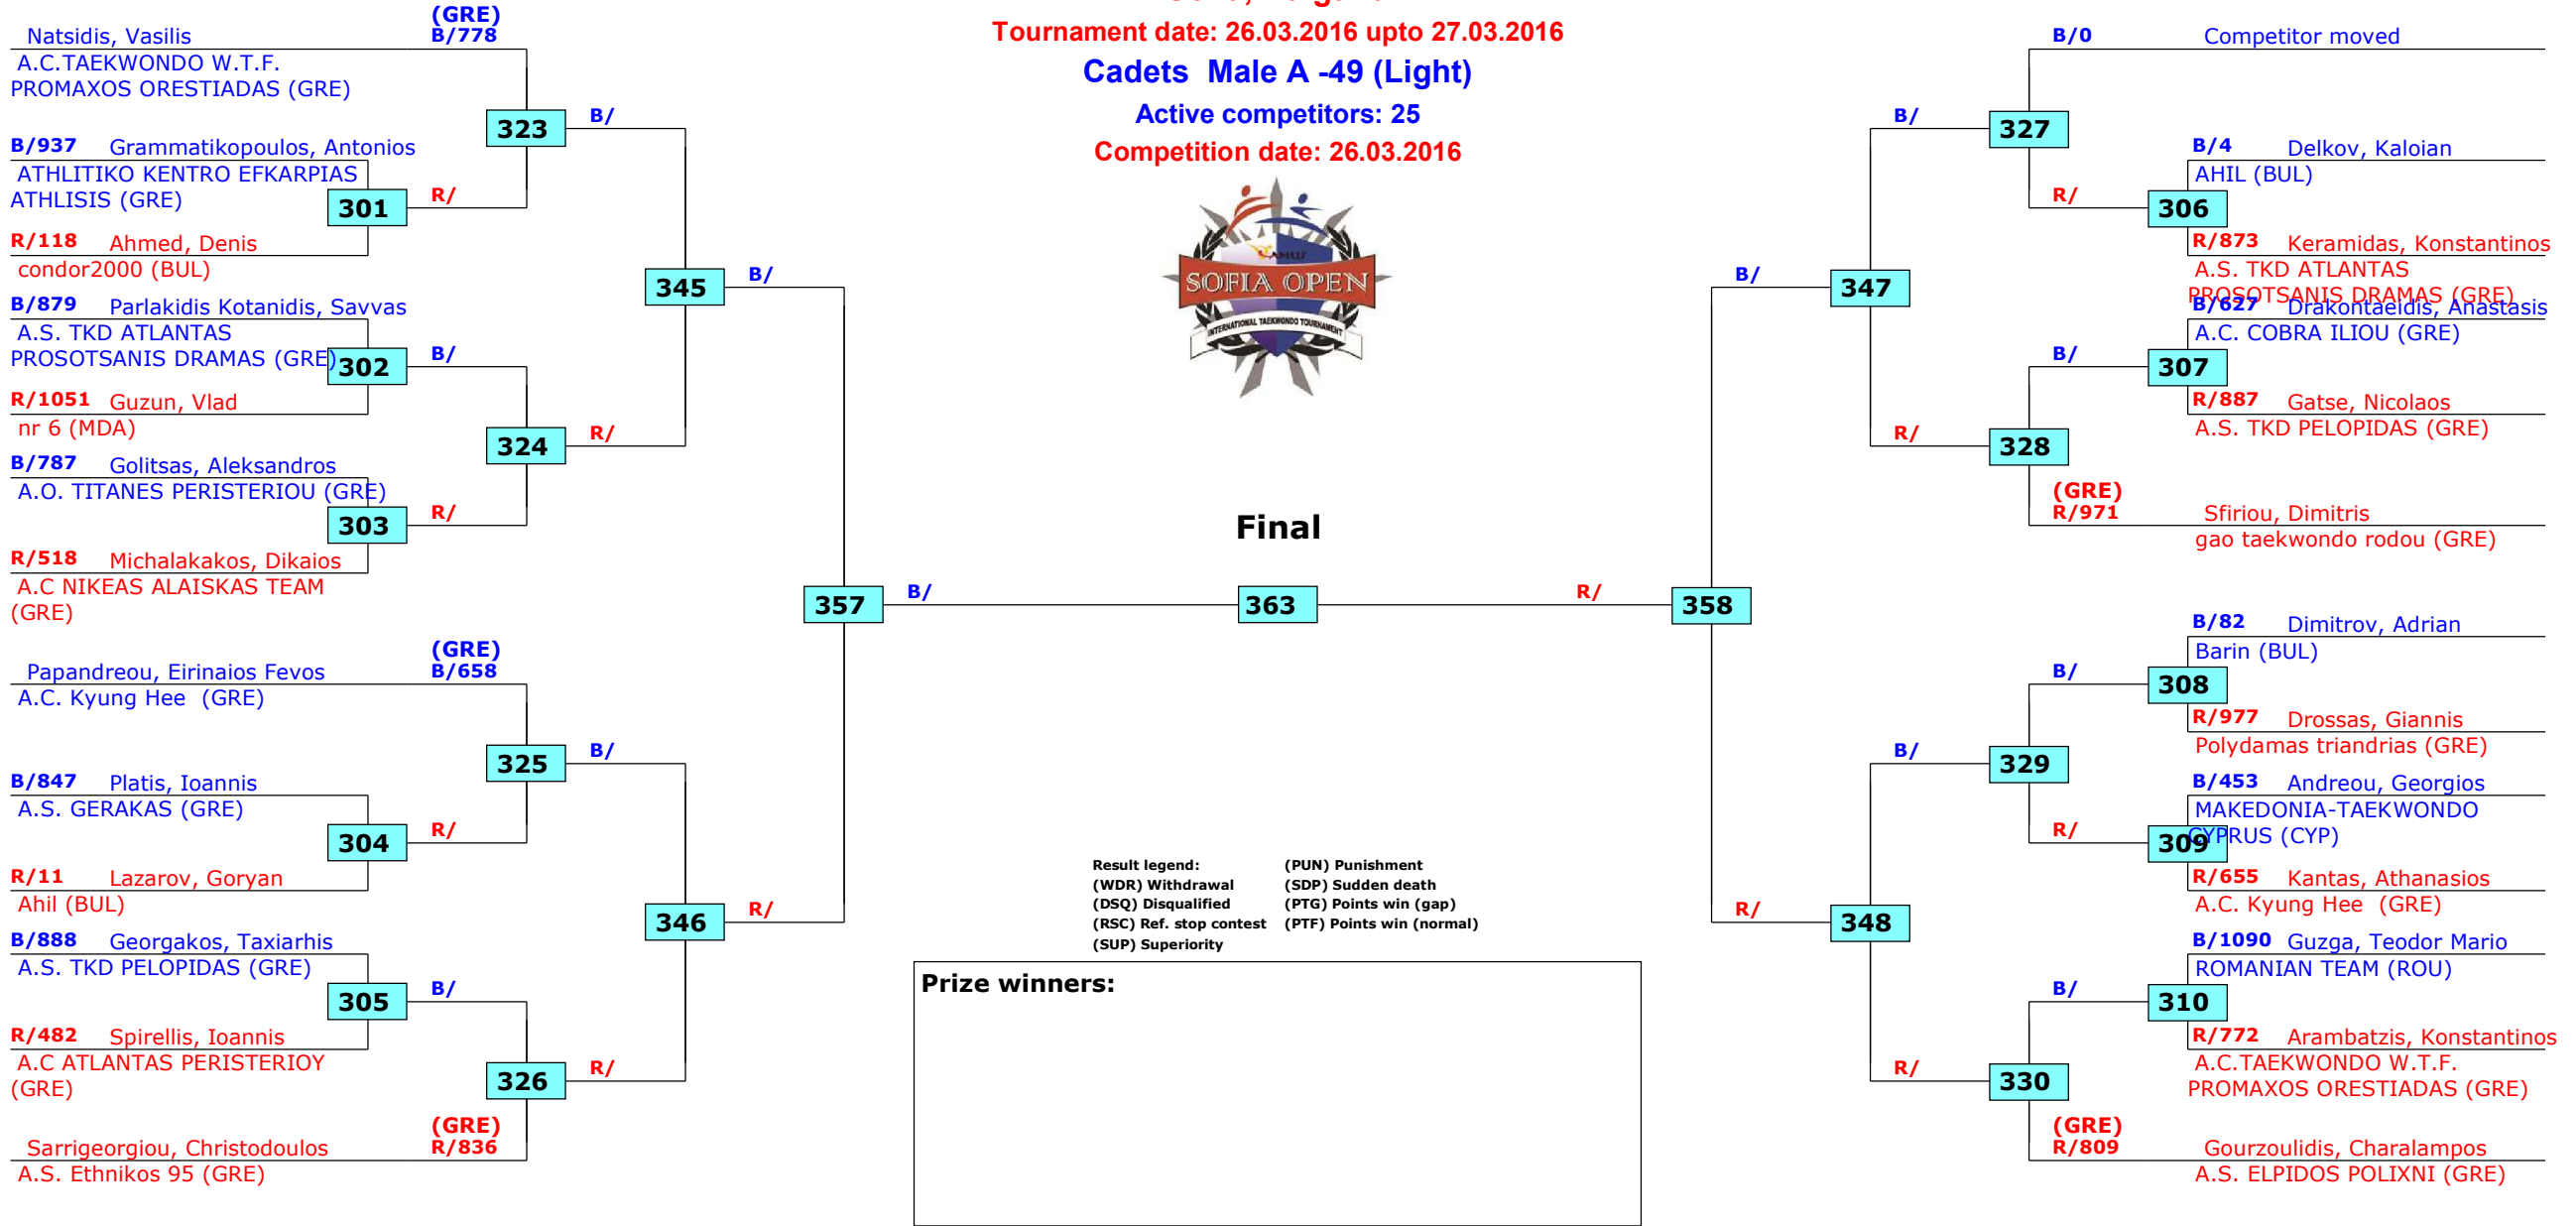 Tournament date: 26.03.2016 upto 27.03.2016
Cadets Male A -49 (Light)
Active competitors: 25
Competition date: 26.03.2016
SOFIA OPEN
INTERNATIONAL TAEKWONDO TOURNAMENT
(GRE)
Natsidis, Vasilis B/778
A.C.TAEKWONDO W.T.F.
PROMAXOS ORESTIADAS (GRE)
323 B/
B/937 Grammatikopoulos, Antonios
ATHLITIKO KENTRO EFKARPIAS
ATHLISIS (GRE)
301 R/
R/118 Ahmed, Denis
condor2000 (BUL)
345 B/
B/879 Parlakidis Kotanidis, Savvas
A.S. TKD ATLANTAS
PROSOTSANIS DRAMAS (GRE)
302 B/
R/1051 Guzun, Vlad
nr 6 (MDA)
324 R/
B/787 Golitsas, Aleksandros
A.O. TITANES PERISTERIOU (GRE)
303 R/
R/518 Michalakakos, Dikaios
A.C NIKEAS ALAISKAS TEAM
(GRE)
357 B/
(GRE)
Papandreou, Eirinaios Fevos B/658
A.C. Kyung Hee (GRE)
325 B/
B/847 Platis, Ioannis
A.S. GERAKAS (GRE)
304 R/
R/11 Lazarov, Goryan
Ahil (BUL)
346 R/
B/888 Georgakos, Taxiarhis
A.S. TKD PELOPIDAS (GRE)
305 B/
R/482 Spirellis, Ioannis
A.C ATLANTAS PERISTERIOY
(GRE)
326 R/
(GRE)
Sarrigeorgiou, Christodoulos R/836
A.S. Ethnikos 95 (GRE)
Final
363
R/ 358
B/0 Competitor moved
B/ 327
B/4 Delkov, Kaloian
AHIL (BUL)
R/ 306
R/873 Keramidas, Konstantinos
A.S. TKD ATLANTAS
PROSOTSANIS DRAMAS (GRE)
B/ 347
B/627 Drakontaeidis, Anastasis
A.C. COBRA ILIOU (GRE)
B/ 307
R/887 Gatse, Nicolaos
A.S. TKD PELOPIDAS (GRE)
R/ 328
(GRE)
R/971 Sfiriou, Dimitris
gao taekwondo rodou (GRE)
B/82 Dimitrov, Adrian
Barin (BUL)
B/ 308
R/977 Drossas, Giannis
Polydamas triandrias (GRE)
B/ 329
B/453 Andreou, Georgios
MAKEDONIA-TAEKWONDO
CYPRUS (CYP)
R/ 309
R/655 Kantas, Athanasios
A.C. Kyung Hee (GRE)
R/ 348
B/1090 Guzga, Teodor Mario
ROMANIAN TEAM (ROU)
B/ 310
R/772 Arambatzis, Konstantinos
A.C.TAEKWONDO W.T.F.
PROMAXOS ORESTIADAS (GRE)
R/ 330
(GRE)
R/809 Gourzoulidis, Charalampos
A.S. ELPIDOS POLIXNI (GRE)
Result legend: (PUN) Punishment
(WDR) Withdrawal (SDP) Sudden death
(DSQ) Disqualified (PTG) Points win (gap)
(RSC) Ref. stop contest (PTF) Points win (normal)
(SUP) Superiority
Prize winners: